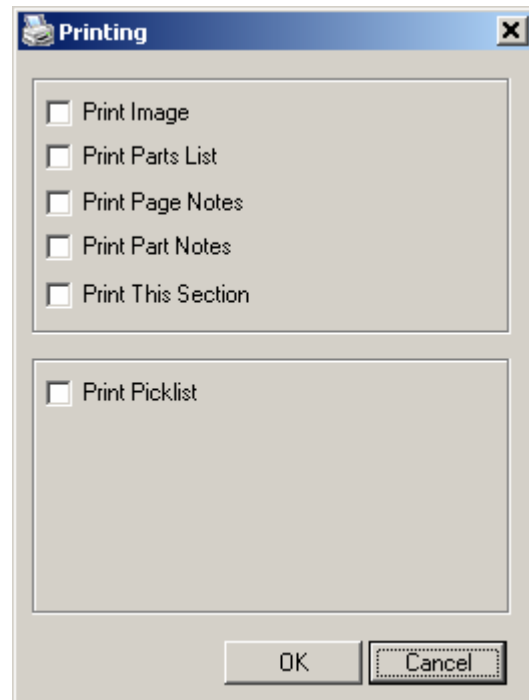 Printing
Print Image
Print Parts List
Print Page Notes
Print Part Notes
Print This Section
Print Picklist
OK
Cancel